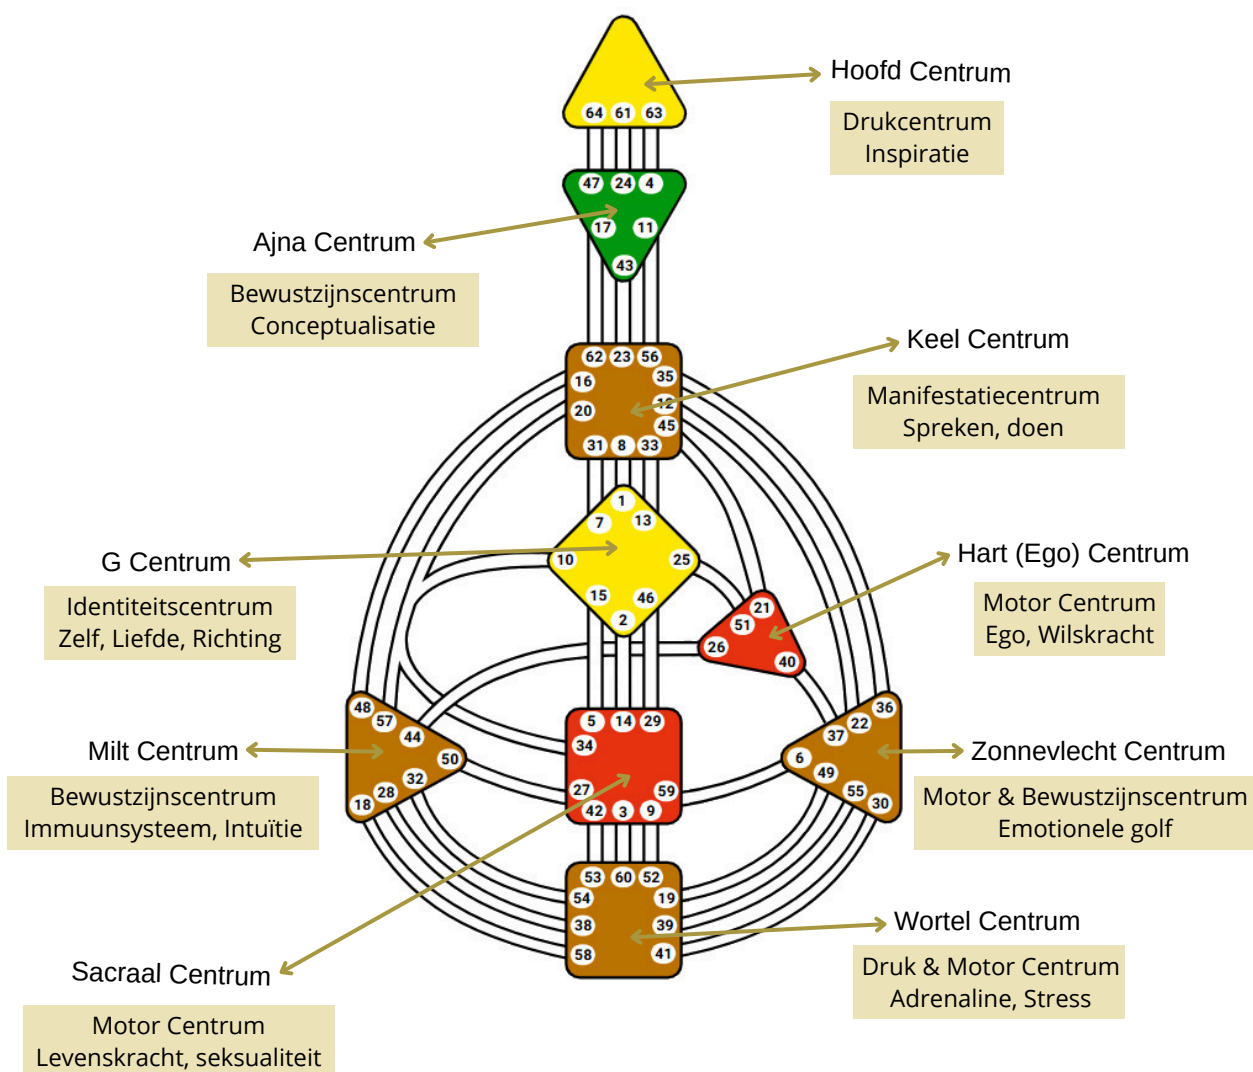 Hoofd Centrum
Drukcentrum
Inspiratie
64 61 63
47 24 4
17 11
43
Ajna Centrum
Bewustzijnscentrum
Conceptualisatie
Keel Centrum
Manifestatiecentrum
Spreken, doen
62 23 56
16 35
20 12
45
31 8 33
1
7 13
10 25
15 46
2
G Centrum
Identiteitscentrum
Zelf, Liefde, Richting
Hart (Ego) Centrum
Motor Centrum
Ego, Wilskracht
21
51
26 40
48
57
44
50
32
28
18
Milt Centrum
Bewustzijnscentrum
Immuunsysteem, Intuïtie
5 14 29
34
27 59
42 3 9
36
22
37
6
49
55
30
Zonnevlecht Centrum
Motor & Bewustzijnscentrum
Emotionele golf
53 60 52
54 19
38 39
58 41
Wortel Centrum
Druk & Motor Centrum
Adrenaline, Stress
Sacraal Centrum
Motor Centrum
Levenskracht, seksualiteit